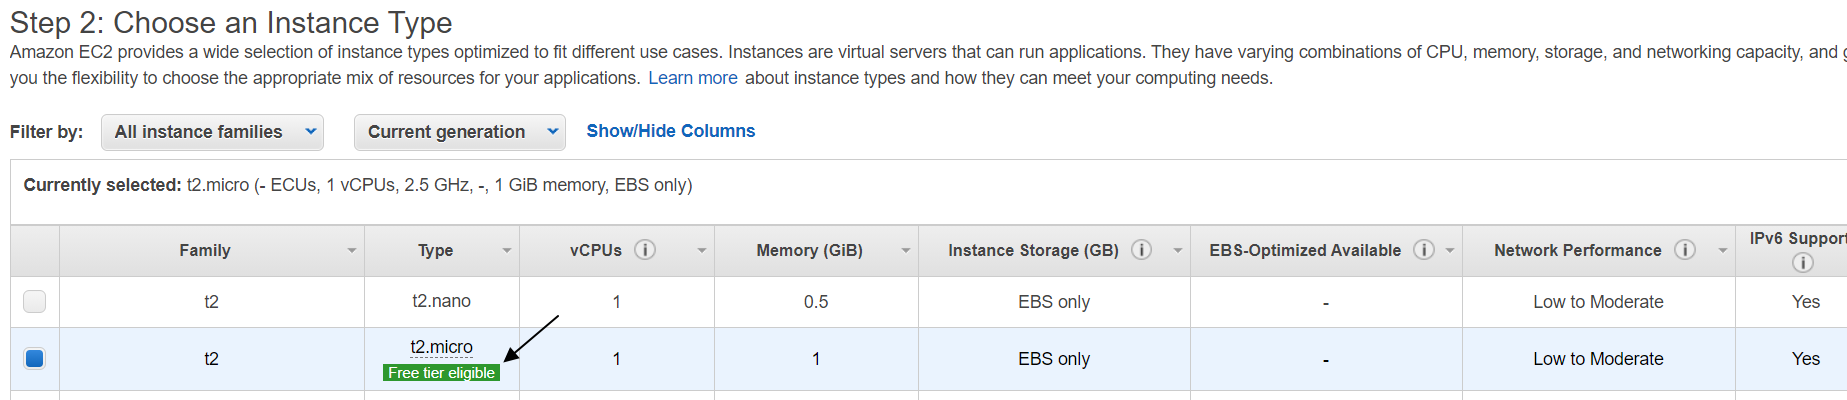 Step 2: Choose an Instance Type
Amazon EC2 provides a wide selection of instance types optimized to fit different use cases. Instances are virtual servers that can run applications. They have varying combinations of CPU, memory, storage, and networking capacity, and
you the flexibility to choose the appropriate mix of resources for your applications. Learn more about instance types and how they can meet your computing needs.
Filter by: All instance families Current generation Show/Hide Columns
Currently selected: t2.micro (- ECUs, 1 vCPUs, 2.5 GHz, -, 1 GiB memory, EBS only)
Family Type vCPUs Memory (GiB) Instance Storage (GB) EBS-Optimized Available Network Performance IPv6 Support
t2 t2.nano 1 0.5 EBS only - Low to Moderate Yes
t2 t2.micro 1 1 EBS only - Low to Moderate Yes
Free tier eligible